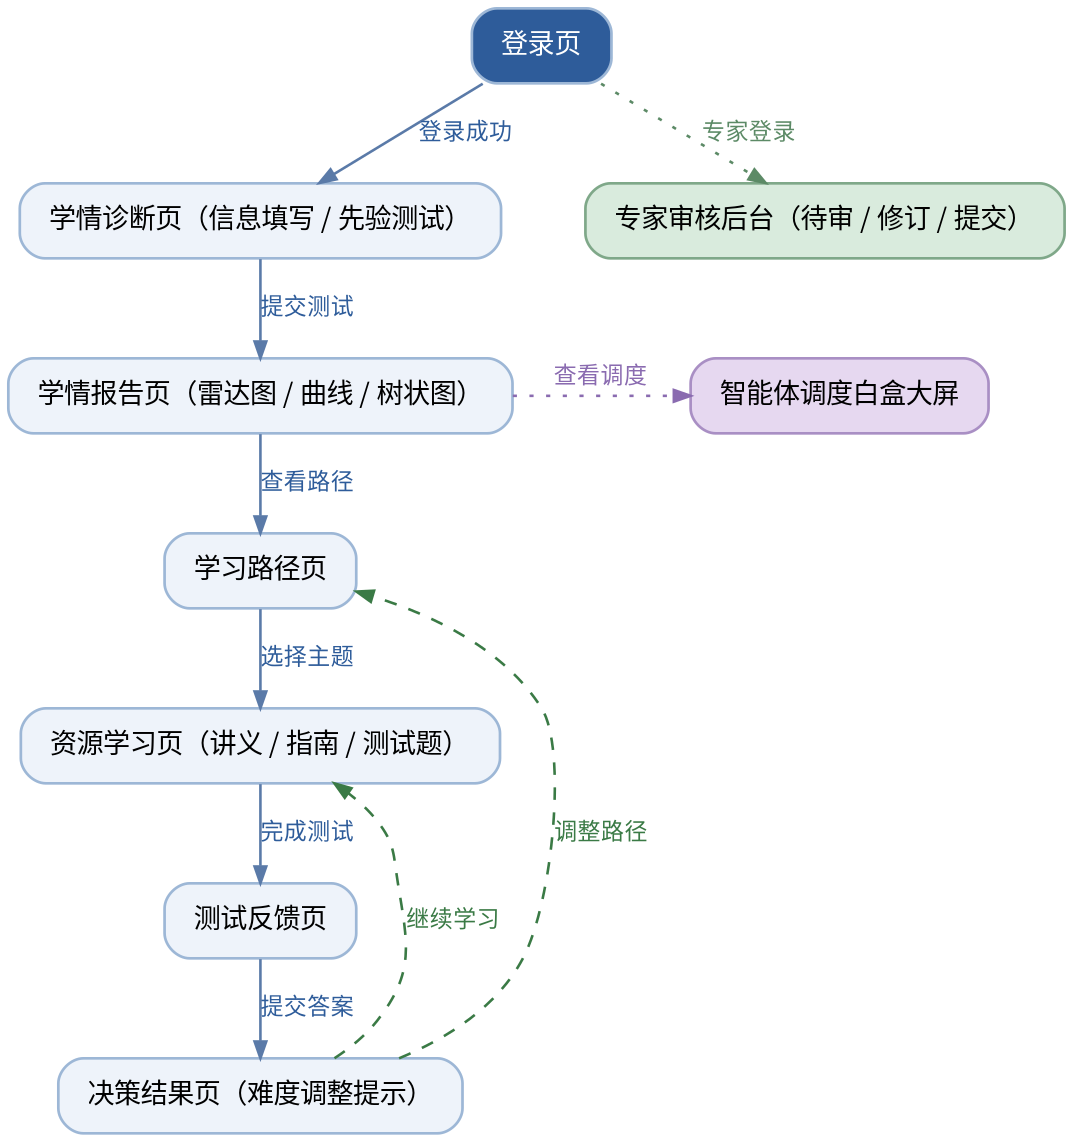 登录页
登录成功
专家登录
学情诊断页（信息填写 / 先验测试）
专家审核后台（待审 / 修订 / 提交）
提交测试
学情报告页（雷达图 / 曲线 / 树状图）
查看调度
智能体调度白盒大屏
查看路径
学习路径页
选择主题
资源学习页（讲义 / 指南 / 测试题）
完成测试
调整路径
测试反馈页
继续学习
提交答案
决策结果页（难度调整提示）